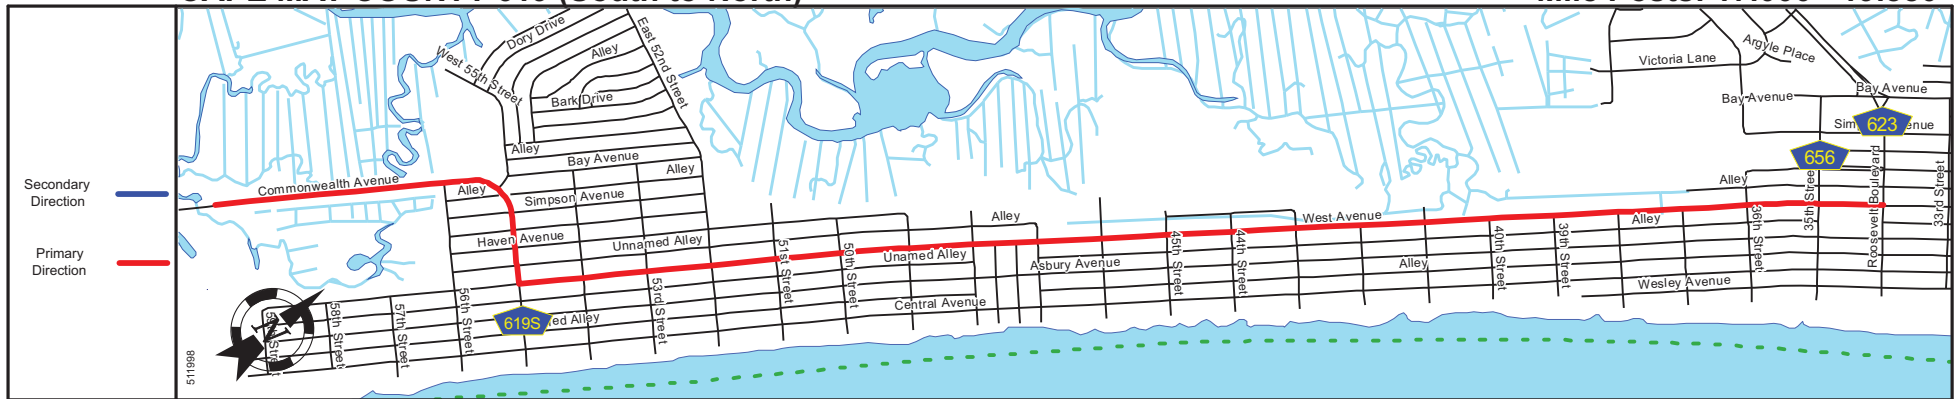 Secondary
Direction
Primary
Direction
Dory Drive
Alley
West 55th Street
East 52nd Street
Bark Drive
Alley
Bay Avenue
Alley
Commonwealth Avenue
Alley
Simpson Avenue
Haven Avenue
Unnamed Alley
51st Street
50th Street
Unamed Alley
Alley
Asbury Avenue
Central Avenue
West Avenue
45th Street
44th Street
Alley
40th Street
39th Street
Alley
Wesley Avenue
36th Street
35th Street
Alley
Roosevelt Boulevard
33rd Street
Victoria Lane
Argyle Place
Bay Avenue
Bay Avenue
623
656
53rd Street
56th Street
57th Street
58th Street
619S
N
511998